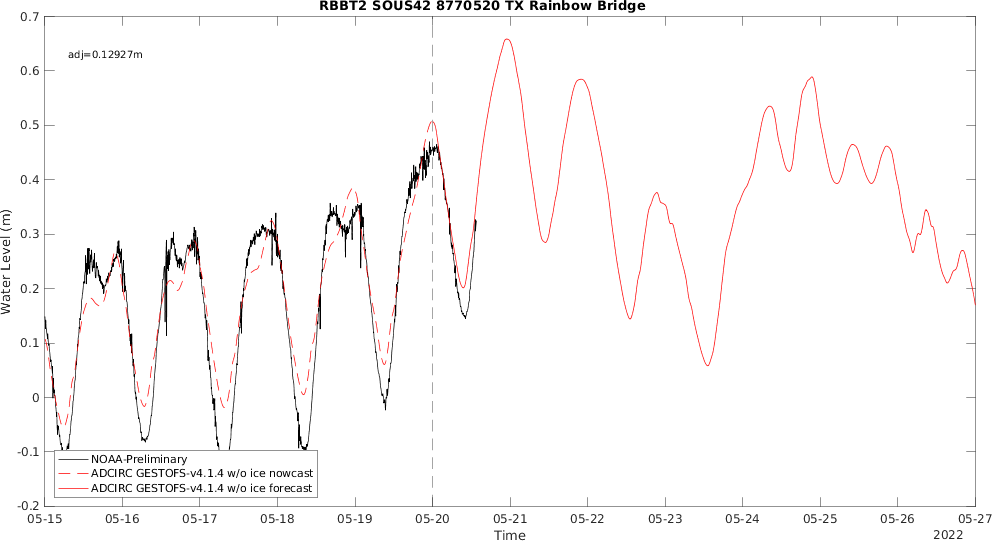 RBBT2 SOUS42 8770520 TX Rainbow Bridge
0.7
adj=0.12927m
0.6
0.5
0.4
0.3
0.2
0.1
0
-0.1
-0.2
Water Level (m)
NOAA-Preliminary
ADCIRC GESTOFS-v4.1.4 w/o ice nowcast
ADCIRC GESTOFS-v4.1.4 w/o ice forecast
05-15 05-16 05-17 05-18 05-19 05-20 05-21 05-22 05-23 05-24 05-25 05-26 05-27
Time
2022